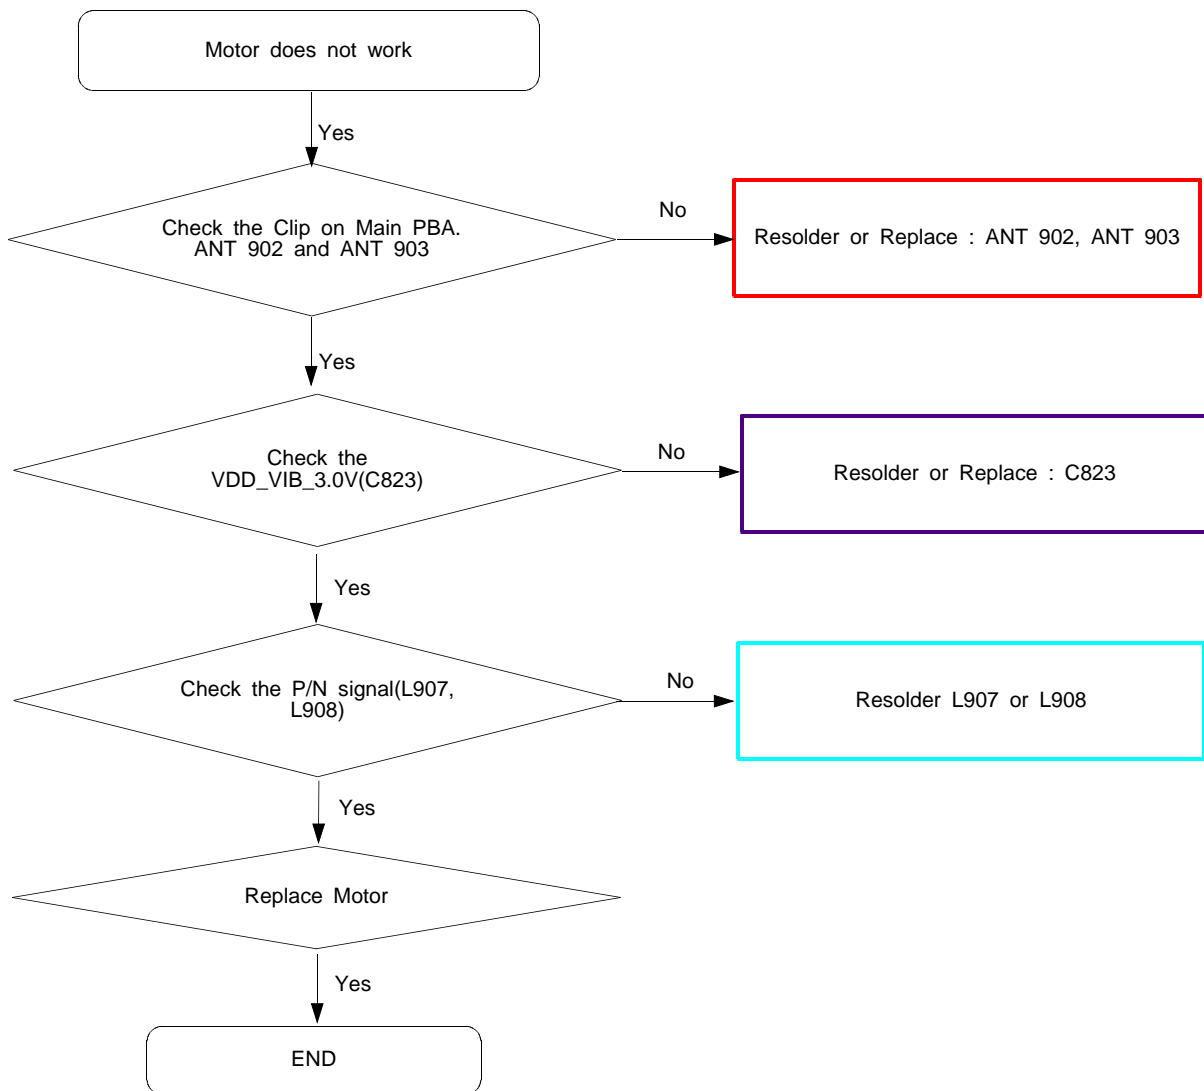 Motor does not work
Yes
Check the Clip on Main PBA.
ANT 902 and ANT 903
No
Resolder or Replace : ANT 902, ANT 903
Yes
Check the
VDD_VIB_3.0V(C823)
No
Resolder or Replace : C823
Yes
Check the P/N signal(L907,
L908)
No
Resolder L907 or L908
Yes
Replace Motor
Yes
END